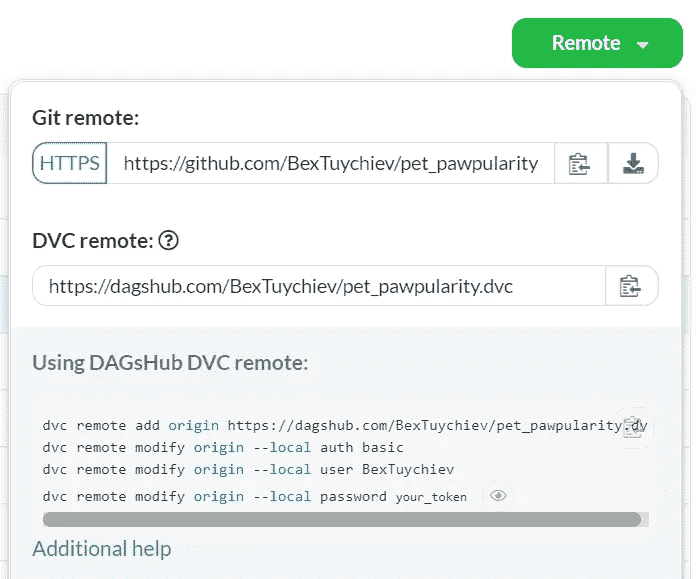 Remote
Git remote:
HTTPS https://github.com/BexTuychiev/pet_pawpularity
DVC remote: ?
https://dagshub.com/BexTuychiev/pet_pawpularity.dvc
Using DAGsHub DVC remote:
dvc remote add origin https://dagshub.com/BexTuychiev/pet_pawpularity.dv
dvc remote modify origin --local auth basic
dvc remote modify origin --local user BexTuychiev
dvc remote modify origin --local password your_token
Additional help